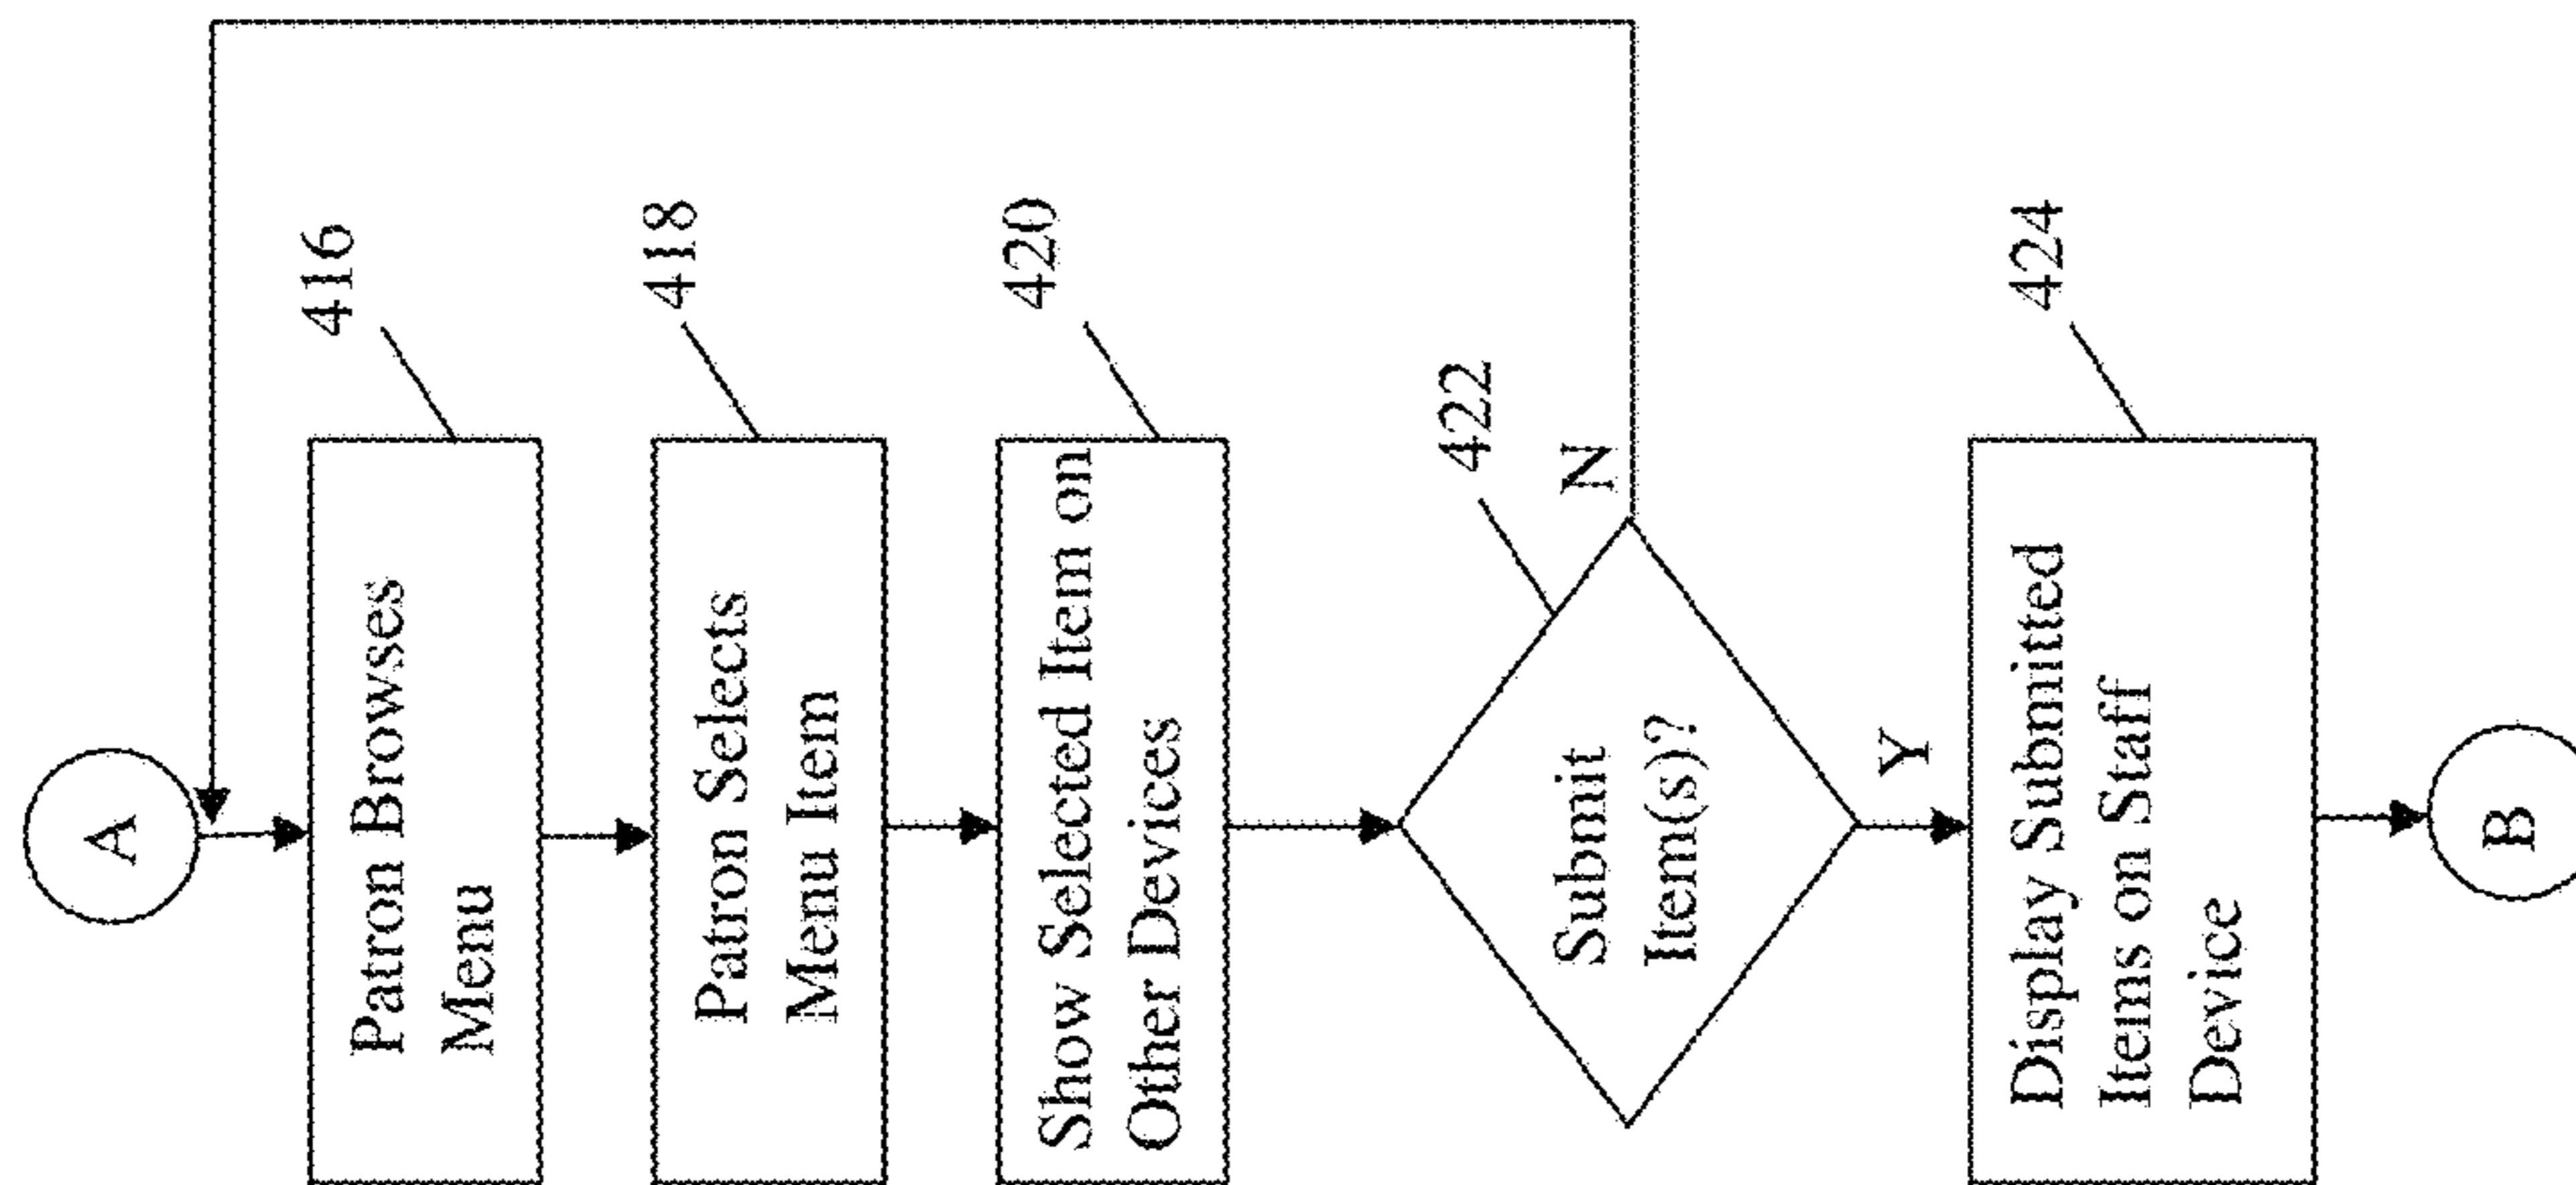 A
416
Patron Browses
Menu
418
Patron Selects
Menu Item
420
Show Selected Item on
Other Devices
422
Submit
Item(s)?
N
Y
424
Display Submitted
Items on Staff
Device
B